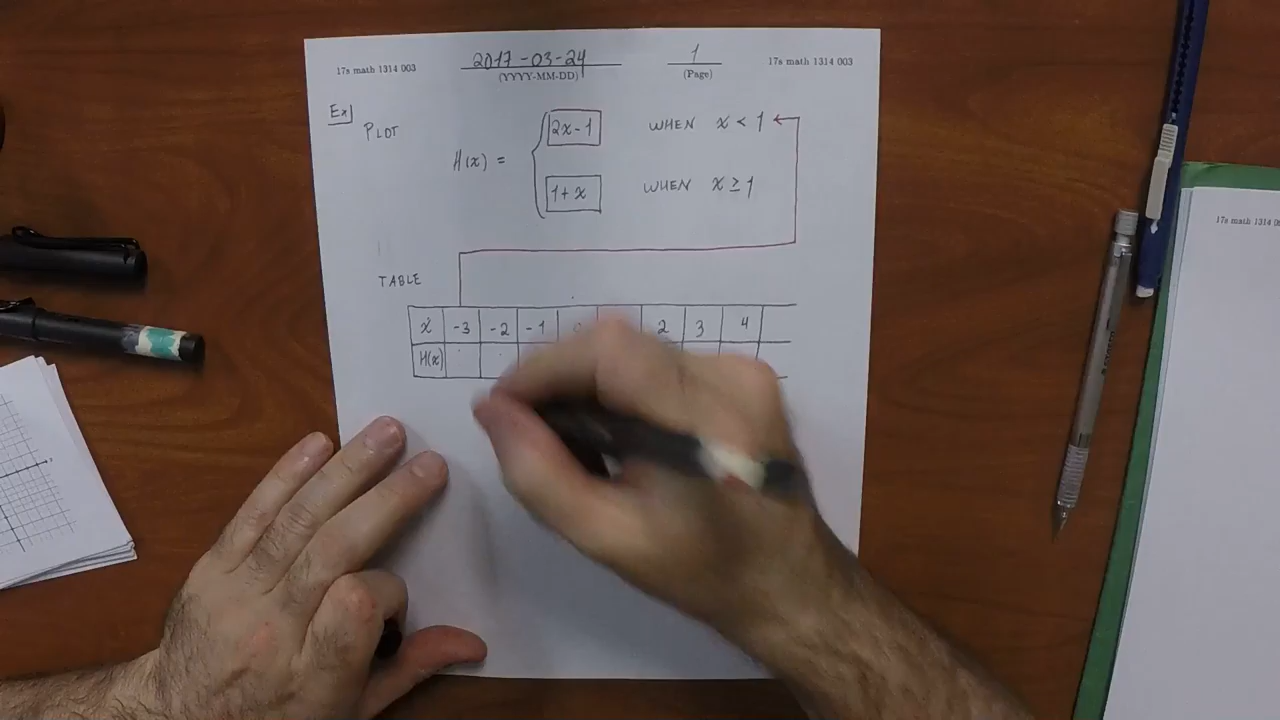 17s math 1314 003 2017-03-24 1 17s math 1314 003
(YYYY-MM-DD) (Page)
Ex
PLOT
H(x) =
2x-1 WHEN x < 1
1+x WHEN x ≥ 1
TABLE
x -3 -2 -1 2 3 4
H(x)
17s math 1314